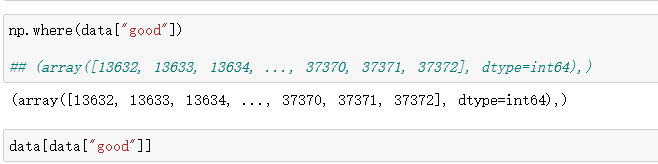 np.where(data["good"])
## (array([13632, 13633, 13634, ..., 37370, 37371, 37372], dtype=int64),)
(array([13632, 13633, 13634, ..., 37370, 37371, 37372], dtype=int64),)
data[data["good"]]